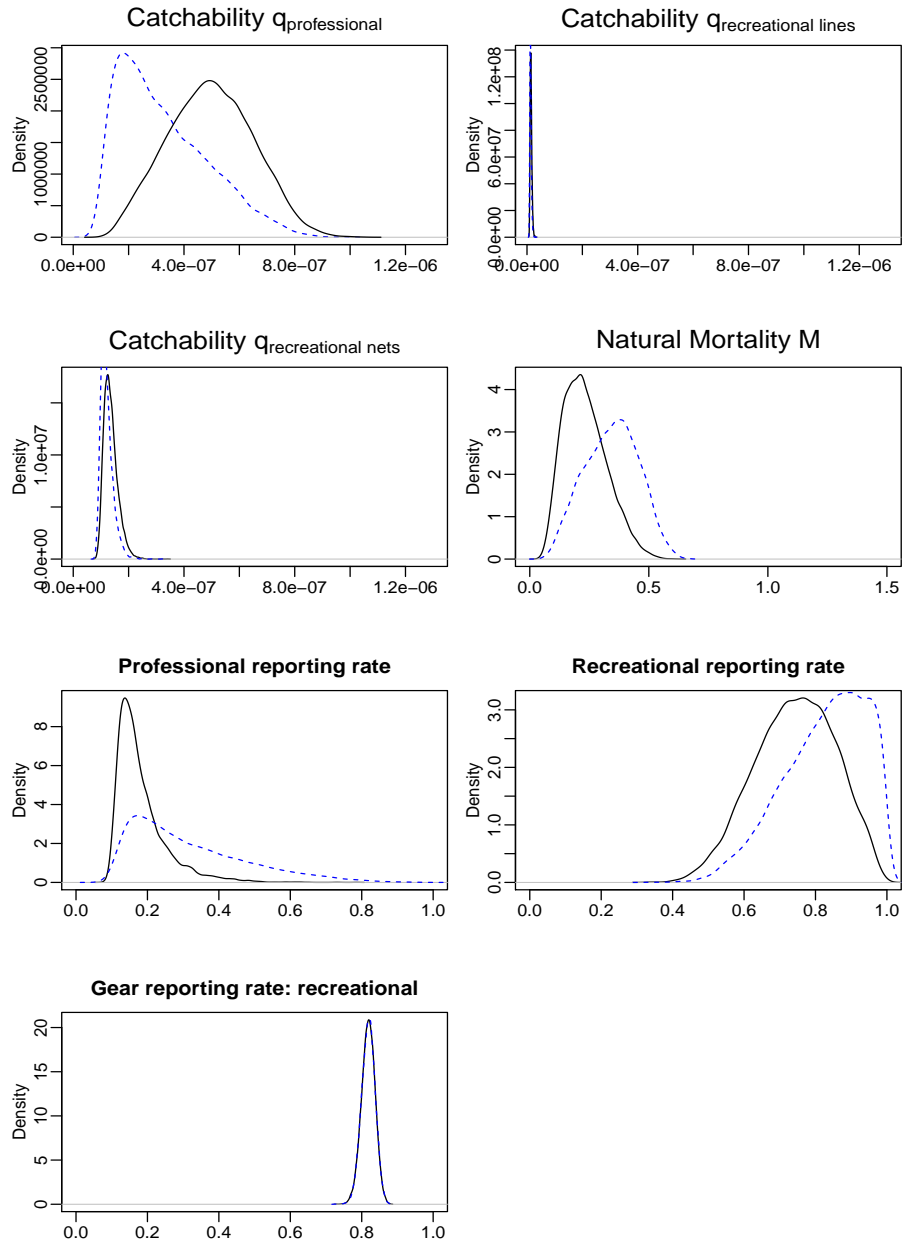 Catchability qprofessional
Density
0 1000000 2500000
0.0e+00 4.0e−07 8.0e−07 1.2e−06
Catchability qrecreational lines
Density
0.0e+00 6.0e+07 1.2e+08
0.0e+00 4.0e−07 8.0e−07 1.2e−06
Catchability qrecreational nets
Density
0.0e+00 1.0e+07
0.0e+00 4.0e−07 8.0e−07 1.2e−06
Natural Mortality M
Density
0 1 2 3 4
0.0 0.5 1.0 1.5
Professional reporting rate
Density
0 2 4 6 8
0.0 0.2 0.4 0.6 0.8 1.0
Recreational reporting rate
Density
0.0 1.0 2.0 3.0
0.0 0.2 0.4 0.6 0.8 1.0
Gear reporting rate: recreational
Density
0 5 10 15 20
0.0 0.2 0.4 0.6 0.8 1.0